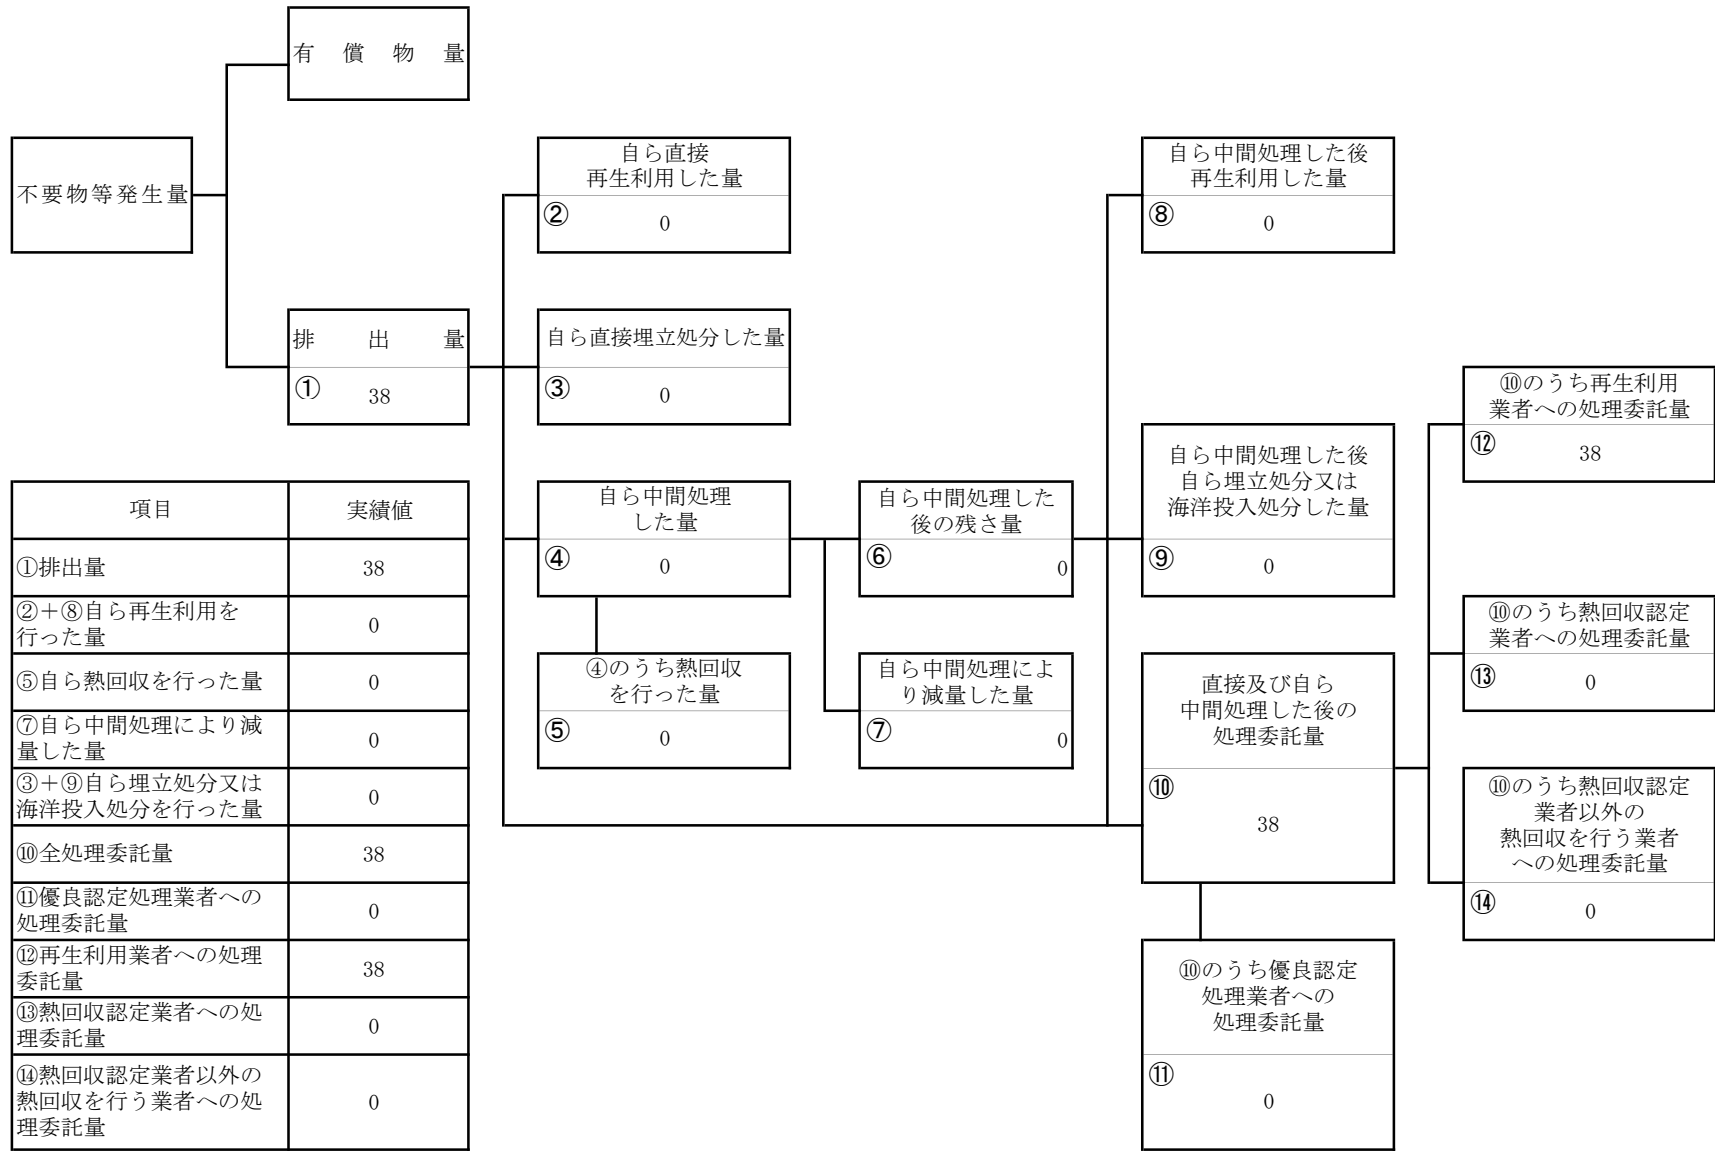 有償物量
不要物等発生量
排出量
①
38
自ら直接
再生利用した量
②
0
自ら直接埋立処分した量
③
0
自ら中間処理
した量
④
0
④のうち熱回収
を行った量
⑤
0
自ら中間処理した
後の残さ量
⑥
0
自ら中間処理によ
り減量した量
⑦
0
自ら中間処理した後
再生利用した量
⑧
0
自ら中間処理した後
自ら埋立処分又は
海洋投入処分した量
⑨
0
直接及び自ら
中間処理した後の
処理委託量
⑩
38
⑩のうち優良認定
処理業者への
処理委託量
⑪
0
⑩のうち再生利用
業者への処理委託量
⑫
38
⑩のうち熱回収認定
業者への処理委託量
⑬
0
⑩のうち熱回収認定
業者以外の
熱回収を行う業者
への処理委託量
⑭
0
項目 実績値
①排出量 38
②＋⑧自ら再生利用を
行った量 0
⑤自ら熱回収を行った量 0
⑦自ら中間処理により減
量した量 0
③＋⑨自ら埋立処分又は
海洋投入処分を行った量 0
⑩全処理委託量 38
⑪優良認定処理業者への
処理委託量 0
⑫再生利用業者への処理
委託量 38
⑬熱回収認定業者への処
理委託量 0
⑭熱回収認定業者以外の
熱回収を行う業者への処
理委託量 0